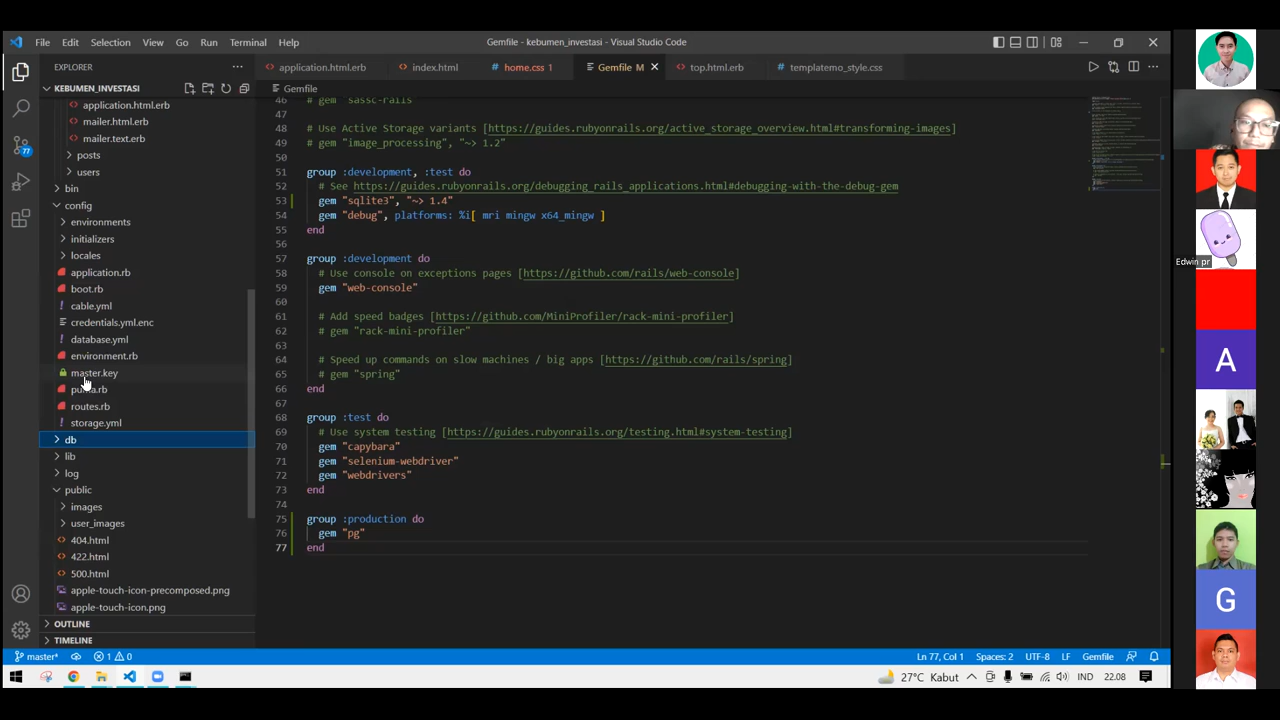 File Edit Selection View Go Run Terminal Help
Gemfile - kebumen_investasi - Visual Studio Code
EXPLORER
application.html.erb
index.html
home.css 1
Gemfile M
top.html.erb
templatemo_style.css
KEBUMEN_INVESTASI
Gemfile
application.html.erb
mailer.html.erb
mailer.text.erb
posts
users
bin
config
environments
initializers
locales
application.rb
boot.rb
cable.yml
credentials.yml.enc
database.yml
environment.rb
master.key
puma.rb
routes.rb
storage.yml
db
lib
log
public
images
user_images
404.html
422.html
500.html
apple-touch-icon-precomposed.png
apple-touch-icon.png
OUTLINE
TIMELINE
77
46 # gem "sassc-rails"
47
48 # Use Active Storage variants [https://guides.rubyonrails.org/active_storage_overview.html#transforming-images]
49 # gem "image_processing", "~> 1.2"
50
51 group :development, :test do
52 # See https://guides.rubyonrails.org/debugging_rails_applications.html#debugging-with-the-debug-gem
53 gem "sqlite3", "~> 1.4"
54 gem "debug", platforms: %i[ mri mingw x64_mingw ]
55 end
56
57 group :development do
58 # Use console on exceptions pages [https://github.com/rails/web-console]
59 gem "web-console"
60
61 # Add speed badges [https://github.com/MiniProfiler/rack-mini-profiler]
62 # gem "rack-mini-profiler"
63
64 # Speed up commands on slow machines / big apps [https://github.com/rails/spring]
65 # gem "spring"
66 end
67
68 group :test do
69 # Use system testing [https://guides.rubyonrails.org/testing.html#system-testing]
70 gem "capybara"
71 gem "selenium-webdriver"
72 gem "webdrivers"
73 end
74
75 group :production do
76 gem "pg"
77 end
master* 1 0
Ln 77, Col 1 Spaces: 2 UTF-8 LF Gemfile
27°C Kabut IND 22.08
Edwin pr
A
G